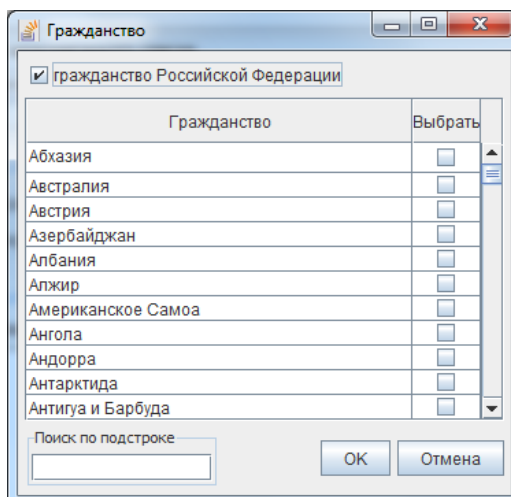 Гражданство
гражданство Российской Федерации
Гражданство Выбрать
Абхазия
Австралия
Австрия
Азербайджан
Албания
Алжир
Американское Самоа
Ангола
Андорра
Антарктида
Антигуа и Барбуда
Поиск по подстроке
OK Отмена